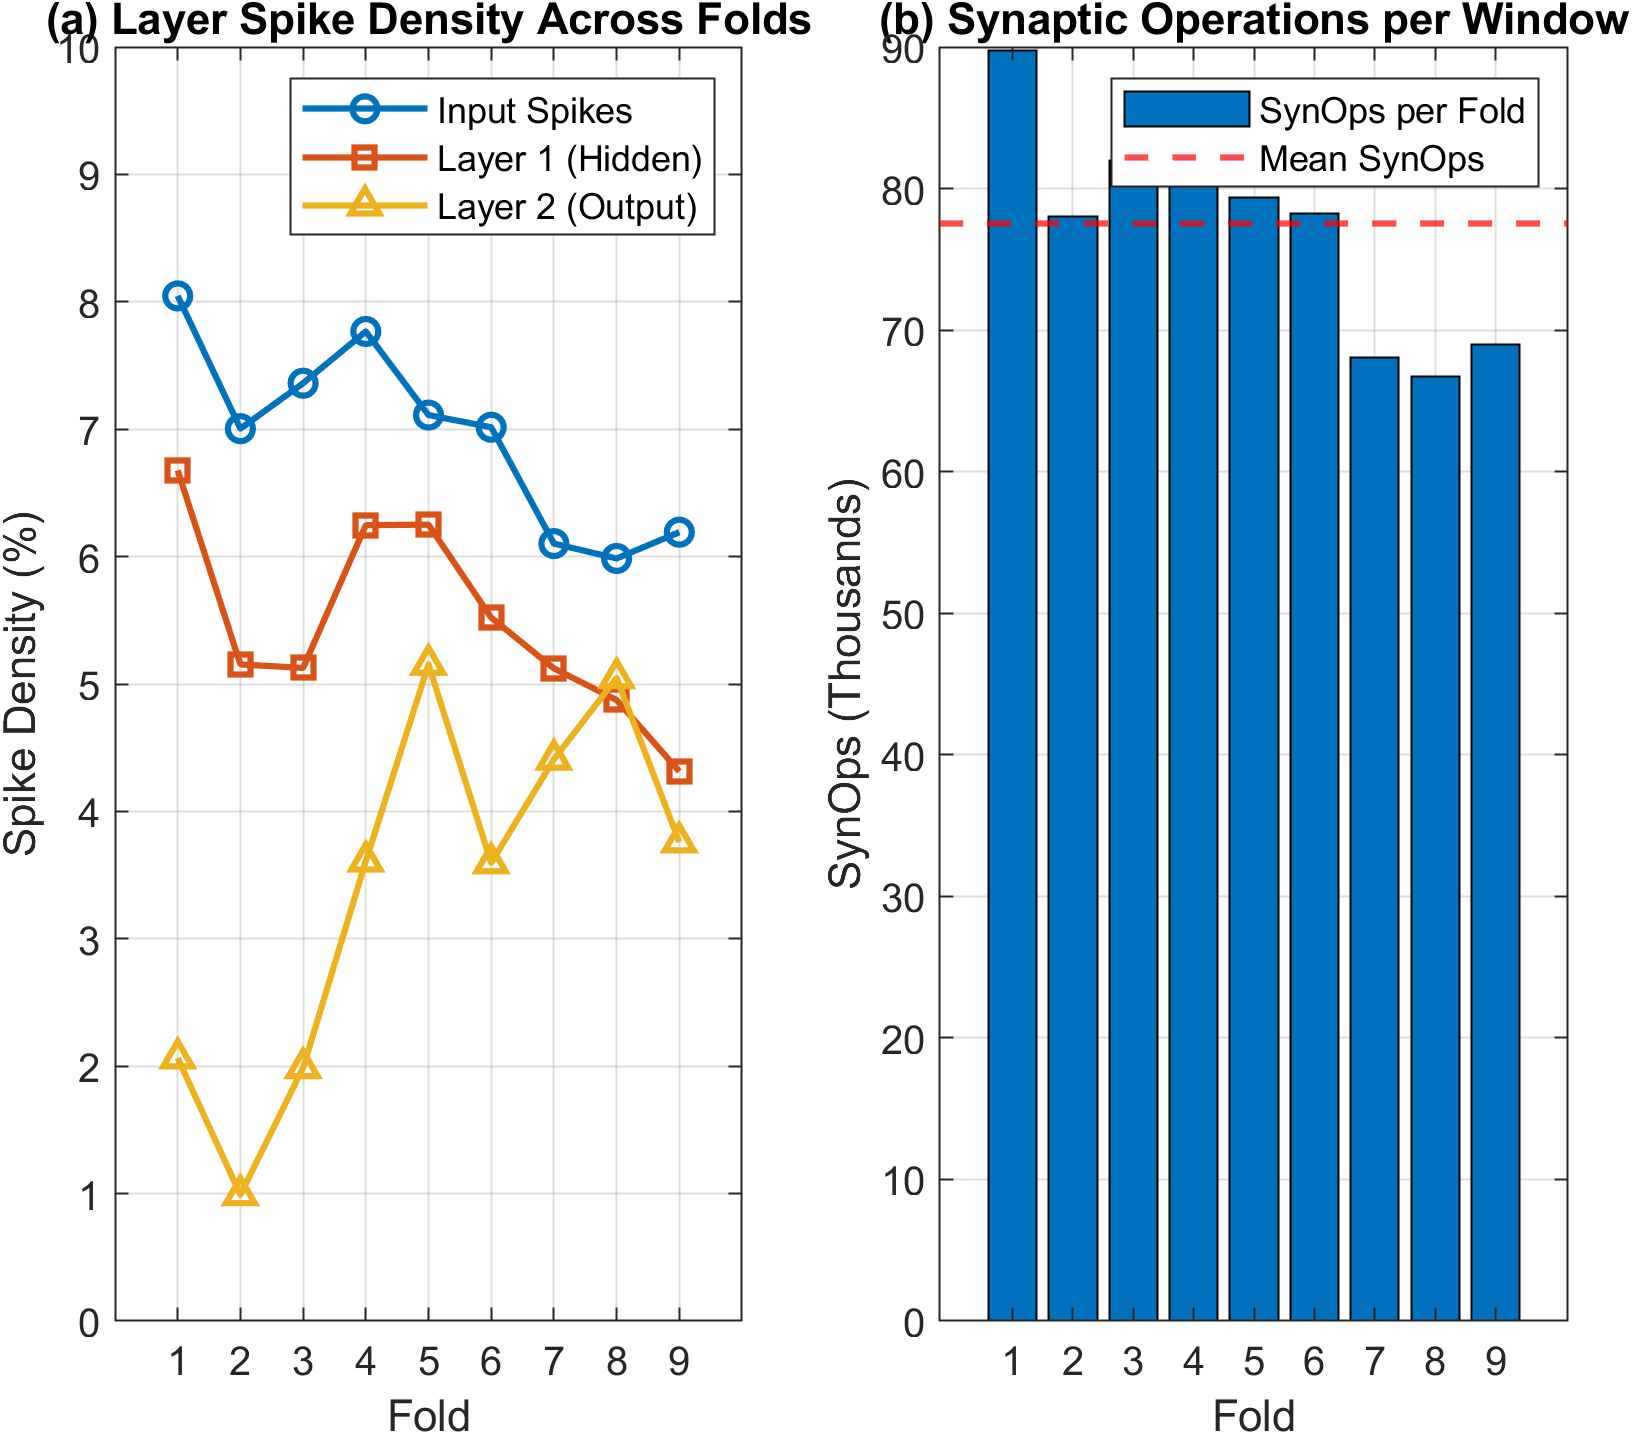 (a) Layer Spike Density Across Folds
Input Spikes
Layer 1 (Hidden)
Layer 2 (Output)
10
9
8
7
6
5
4
3
2
1
0
Spike Density (%)
1 2 3 4 5 6 7 8 9
Fold
(b) Synaptic Operations per Window
SynOps per Fold
Mean SynOps
90
80
70
60
50
40
30
20
10
0
SynOps (Thousands)
1 2 3 4 5 6 7 8 9
Fold